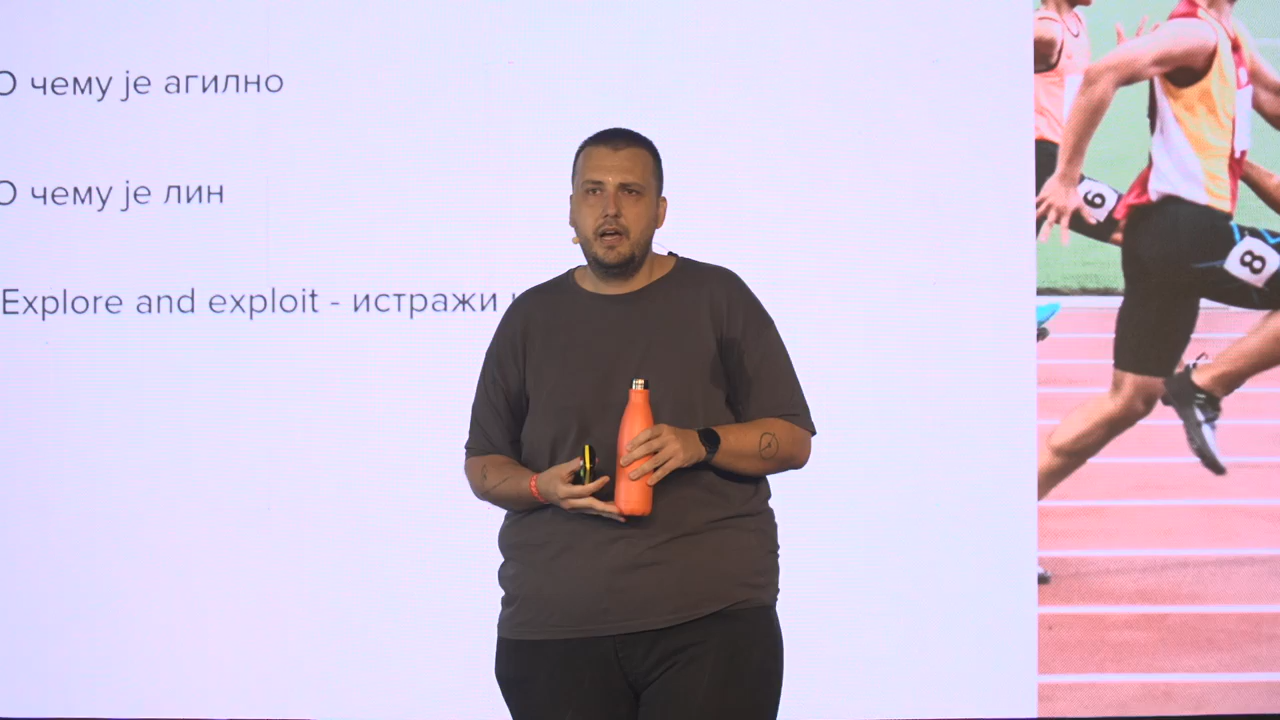 О чему је агилно
О чему је лин
Explore and exploit - истражи
6
8